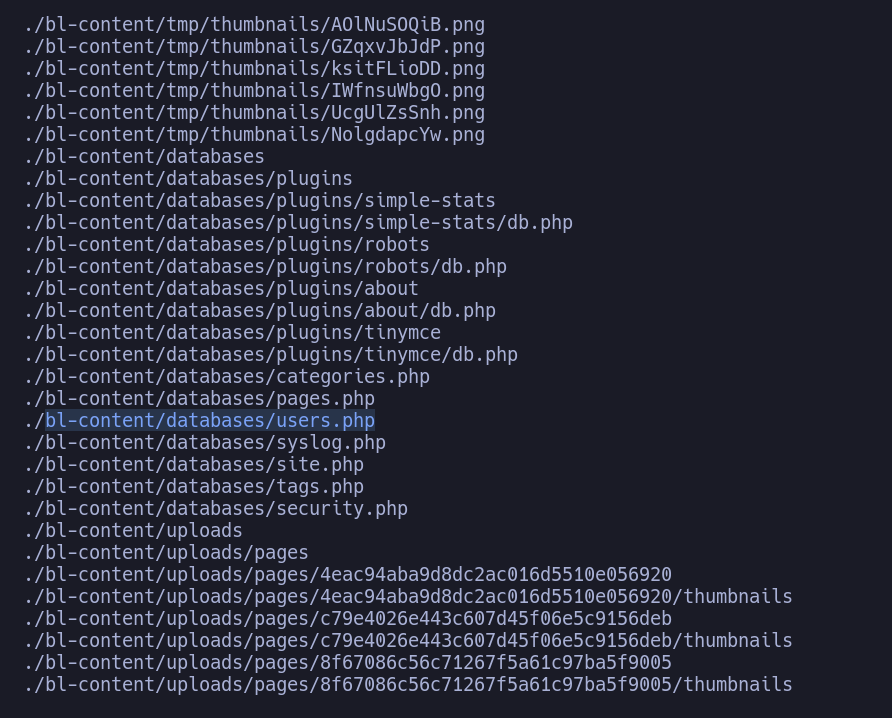 ./bl-content/tmp/thumbnails/AOlNuSOQiB.png
./bl-content/tmp/thumbnails/GZqxvJbJdP.png
./bl-content/tmp/thumbnails/ksitFLioDD.png
./bl-content/tmp/thumbnails/IWfnsuWbgO.png
./bl-content/tmp/thumbnails/UcgUlZsSnh.png
./bl-content/tmp/thumbnails/NolgdapcYw.png
./bl-content/databases
./bl-content/databases/plugins
./bl-content/databases/plugins/simple-stats
./bl-content/databases/plugins/simple-stats/db.php
./bl-content/databases/plugins/robots
./bl-content/databases/plugins/robots/db.php
./bl-content/databases/plugins/about
./bl-content/databases/plugins/about/db.php
./bl-content/databases/plugins/tinymce
./bl-content/databases/plugins/tinymce/db.php
./bl-content/databases/categories.php
./bl-content/databases/pages.php
./bl-content/databases/users.php
./bl-content/databases/syslog.php
./bl-content/databases/site.php
./bl-content/databases/tags.php
./bl-content/databases/security.php
./bl-content/uploads
./bl-content/uploads/pages
./bl-content/uploads/pages/4eac94aba9d8dc2ac016d5510e056920
./bl-content/uploads/pages/4eac94aba9d8dc2ac016d5510e056920/thumbnails
./bl-content/uploads/pages/c79e4026e443c607d45f06e5c9156deb
./bl-content/uploads/pages/c79e4026e443c607d45f06e5c9156deb/thumbnails
./bl-content/uploads/pages/8f67086c56c71267f5a61c97ba5f9005
./bl-content/uploads/pages/8f67086c56c71267f5a61c97ba5f9005/thumbnails